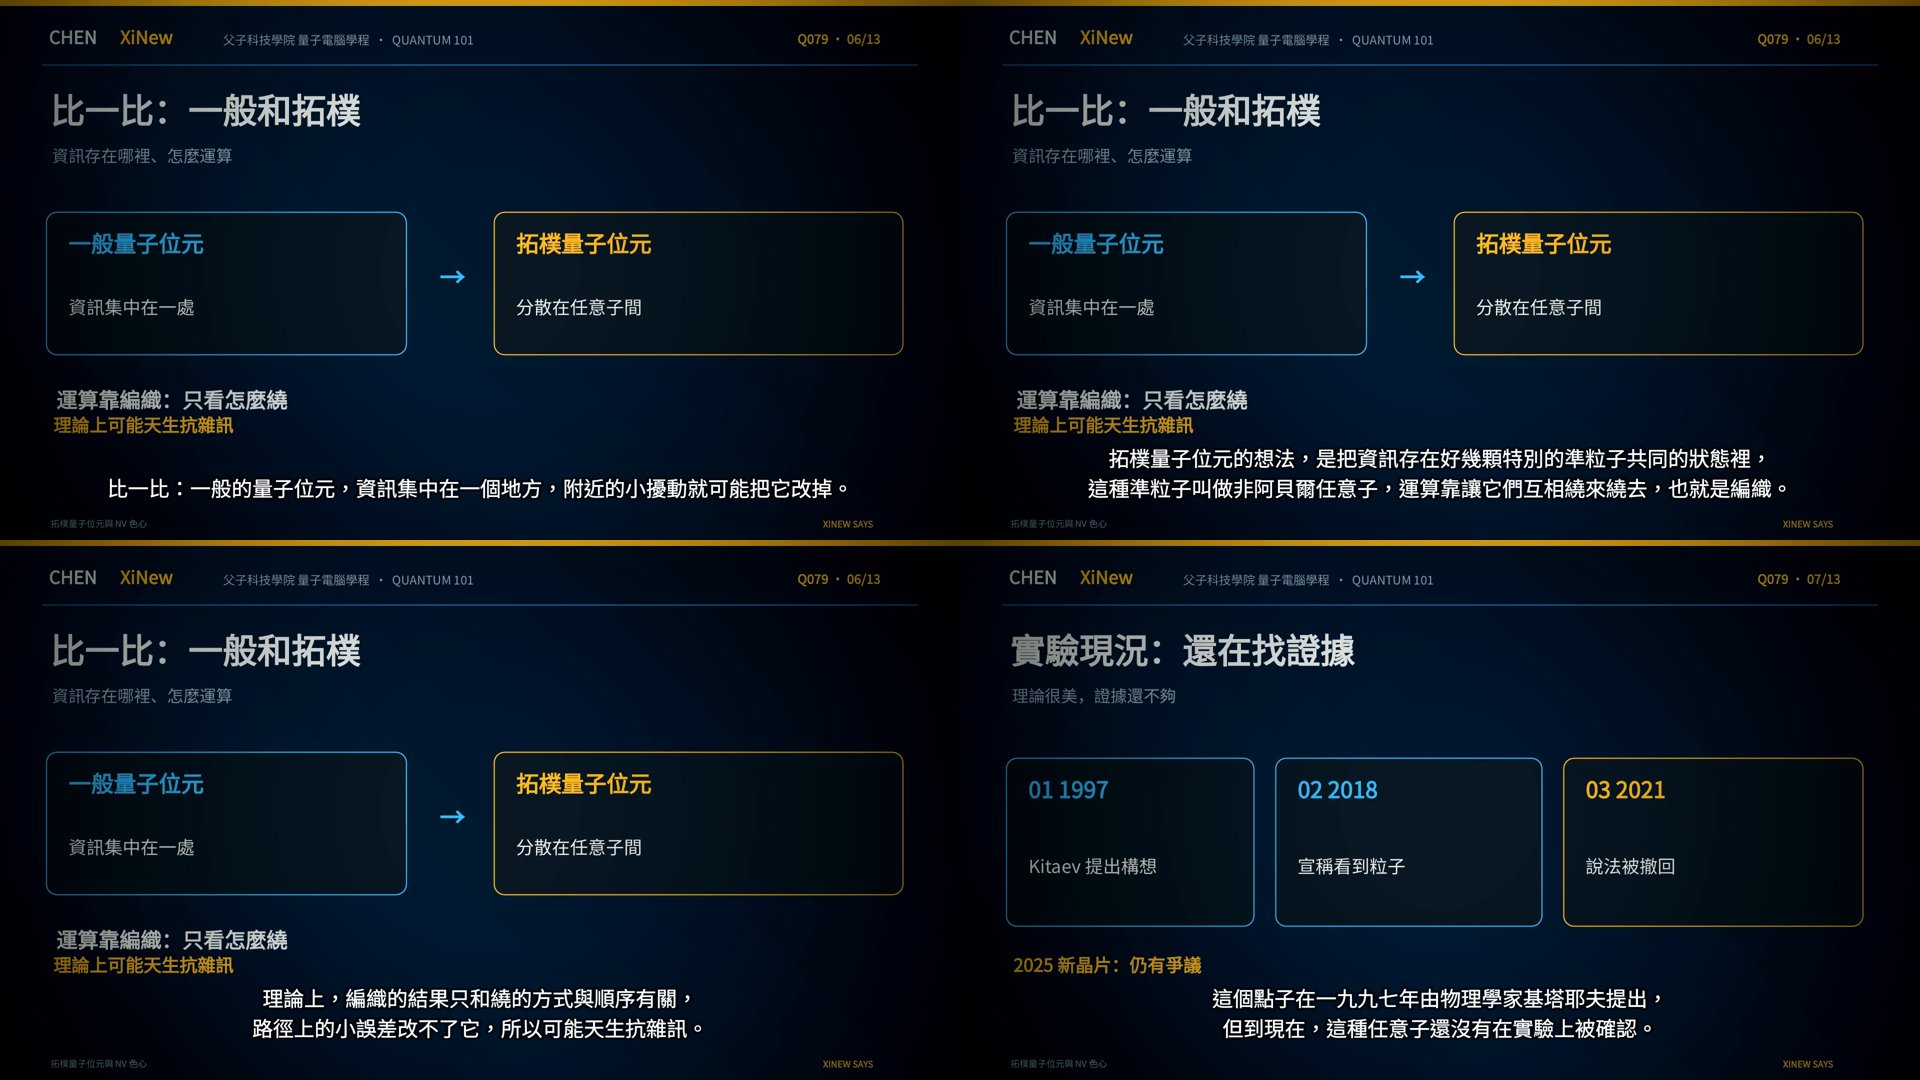 CHEN XiNew 父子科技學院 量子電腦學程 · QUANTUM 101 Q079 · 06/13
比一比：一般和拓樸
資訊存在哪裡、怎麼運算
一般量子位元
資訊集中在一處
→
拓樸量子位元
分散在任意子間
運算靠編織：只看怎麼繞
理論上可能天生抗雜訊
比一比：一般的量子位元，資訊集中在一個地方，附近的小擾動就可能把它改掉。
拓樸量子位元與 NV 色心 XINEW SAYS
CHEN XiNew 父子科技學院 量子電腦學程 · QUANTUM 101 Q079 · 06/13
比一比：一般和拓樸
資訊存在哪裡、怎麼運算
一般量子位元
資訊集中在一處
→
拓樸量子位元
分散在任意子間
運算靠編織：只看怎麼繞
理論上可能天生抗雜訊
拓樸量子位元的想法，是把資訊存在好幾顆特別的準粒子共同的狀態裡，
這種準粒子叫做非阿貝爾任意子，運算靠讓它們互相繞來繞去，也就是編織。
拓樸量子位元與 NV 色心 XINEW SAYS
CHEN XiNew 父子科技學院 量子電腦學程 · QUANTUM 101 Q079 · 06/13
比一比：一般和拓樸
資訊存在哪裡、怎麼運算
一般量子位元
資訊集中在一處
→
拓樸量子位元
分散在任意子間
運算靠編織：只看怎麼繞
理論上可能天生抗雜訊
理論上，編織的結果只和繞的方式與順序有關，
路徑上的小誤差改不了它，所以可能天生抗雜訊。
拓樸量子位元與 NV 色心 XINEW SAYS
CHEN XiNew 父子科技學院 量子電腦學程 · QUANTUM 101 Q079 · 07/13
實驗現況：還在找證據
理論很美，證據還不夠
01 1997
Kitaev 提出構想
02 2018
宣稱看到粒子
03 2021
說法被撤回
2025 新晶片：仍有爭議
這個點子在一九九七年由物理學家基塔耶夫提出，
但到現在，這種任意子還沒有在實驗上被確認。
拓樸量子位元與 NV 色心 XINEW SAYS